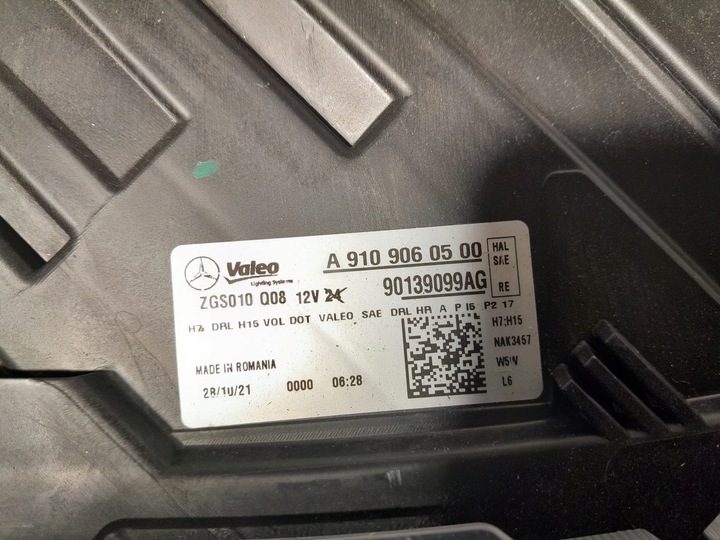 Valeo
Lighting Systems
A 910 906 05 00
ZGS010 Q08 12V 24
90139099AG
HAL
SAE
RE
H7, DRL H15 VOL DOT VALEO SAE DRL HR A P I6 P2 17
H7;H15
NAK3457
W5W
L6
MADE IN ROMANIA
28/10/21 0000 06:28